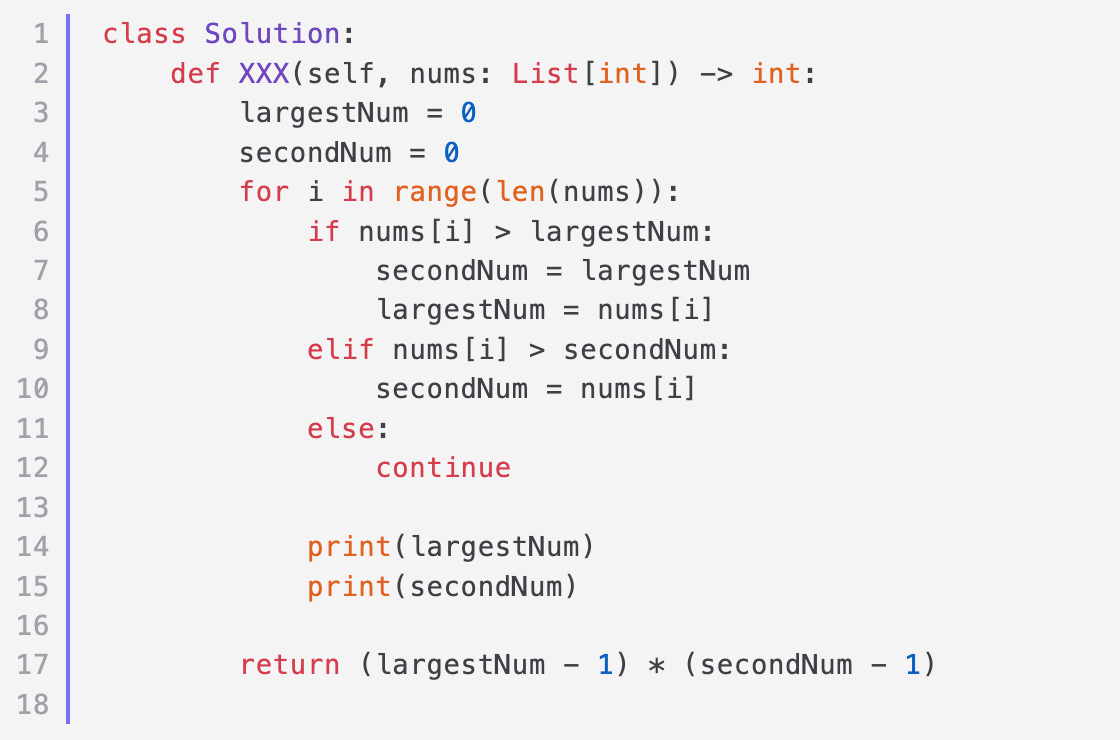 1 class Solution:
2     def XXX(self, nums: List[int]) -> int:
3         largestNum = 0
4         secondNum = 0
5         for i in range(len(nums)):
6             if nums[i] > largestNum:
7                 secondNum = largestNum
8                 largestNum = nums[i]
9             elif nums[i] > secondNum:
10                 secondNum = nums[i]
11             else:
12                 continue
13
14             print(largestNum)
15             print(secondNum)
16
17         return (largestNum - 1) * (secondNum - 1)
18